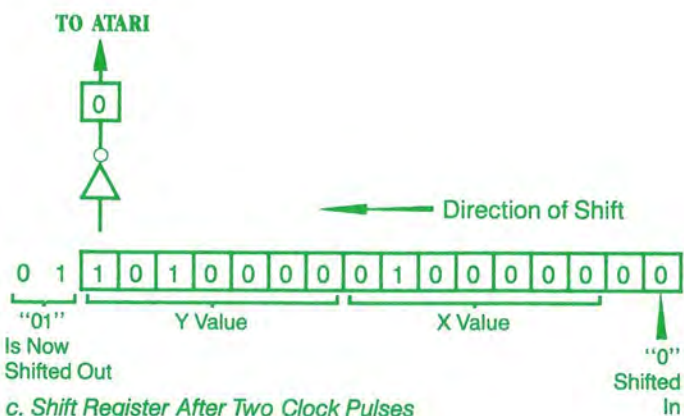 TO ATARI
0
Direction of Shift
0 1 1 0 1 0 0 0 0 0 0 1 0 0 0 0 0 0 0 0
"01"
Is Now
Shifted Out
Y Value
X Value
"0"
Shifted
In
c. Shift Register After Two Clock Pulses